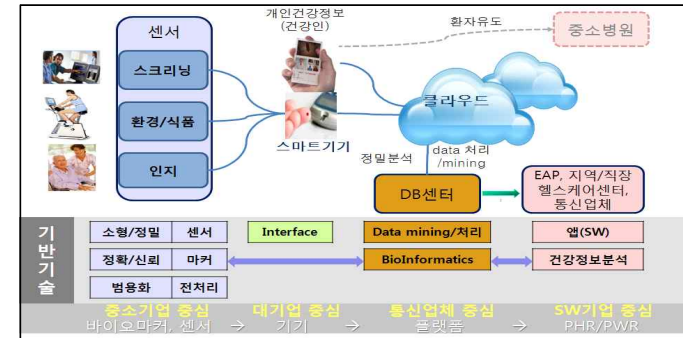 센서
스크리닝
환경/식품
인지
개인건강정보
(건강인)
스마트기기
환자유도
중소병원
클라우드
정밀분석
data 처리
/mining
DB센터
EAP, 지역/직장
헬스케어센터,
통신업체
기반기술
소형/정밀 센서 Interface Data mining/처리 앱(SW)
정확/신뢰 마커 BioInformatics 건강정보분석
범용화 전처리
중소기업 중심 대기업 중심 통신업체 중심 SW기업 중심
바이오마커, 센서 → 기기 → 플랫폼 → PHR/PWR